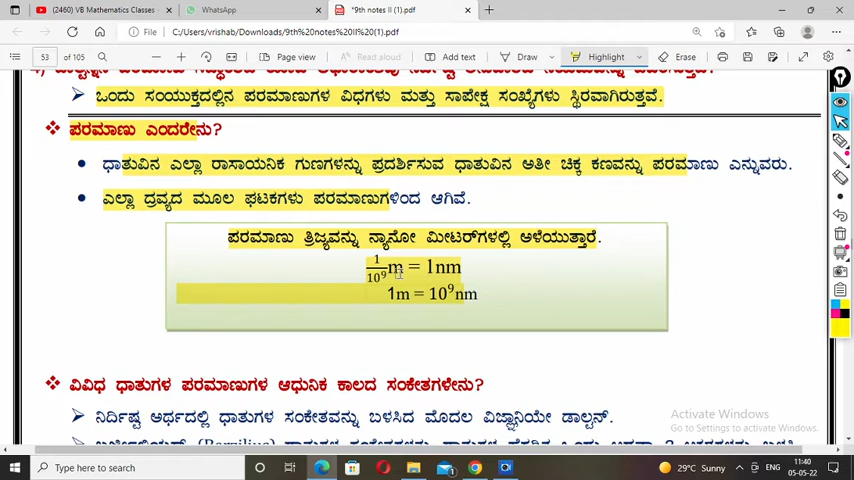 (2460) VB Mathematics Classes
WhatsApp
*9th notes II (1).pdf
File
C:/Users/vrishab/Downloads/9th%20notes%20II%20(1).pdf
53 of 105
Page view
Read aloud
Add text
Draw
Highlight
Erase
ಒಂದು ಸಂಯುಕ್ತದಲ್ಲಿನ ಪರಮಾಣುಗಳ ವಿಧಗಳು ಮತ್ತು ಸಾಪೇಕ್ಷ ಸಂಖ್ಯೆಗಳು ಸ್ಥಿರವಾಗಿರುತ್ತವೆ.
ಪರಮಾಣು ಎಂದರೇನು?
ಧಾತುವಿನ ಎಲ್ಲಾ ರಾಸಾಯನಿಕ ಗುಣಗಳನ್ನು ಪ್ರದರ್ಶಿಸುವ ಧಾತುವಿನ ಅತೀ ಚಿಕ್ಕ ಕಣವನ್ನು ಪರಮಾಣು ಎನ್ನುವರು.
ಎಲ್ಲಾ ದ್ರವ್ಯದ ಮೂಲ ಘಟಕಗಳು ಪರಮಾಣುಗಳಿಂದ ಆಗಿವೆ.
ಪರಮಾಣು ತ್ರಿಜ್ಯವನ್ನು ನ್ಯಾನೋ ಮೀಟರ್‌ಗಳಲ್ಲಿ ಅಳೆಯುತ್ತಾರೆ.
1/10⁹ m = 1nm
1m = 10⁹nm
ವಿವಿಧ ಧಾತುಗಳ ಪರಮಾಣುಗಳ ಆಧುನಿಕ ಕಾಲದ ಸಂಕೇತಗಳೇನು?
ನಿರ್ದಿಷ್ಟ ಅರ್ಥದಲ್ಲಿ ಧಾತುಗಳ ಸಂಕೇತವನ್ನು ಬಳಸಿದ ಮೊದಲ ವಿಜ್ಞಾನಿಯೇ ಡಾಲ್ಟನ್.
Activate Windows
Go to Settings to activate Windows.
Type here to search
29°C Sunny
ENG
11:40
05-05-22